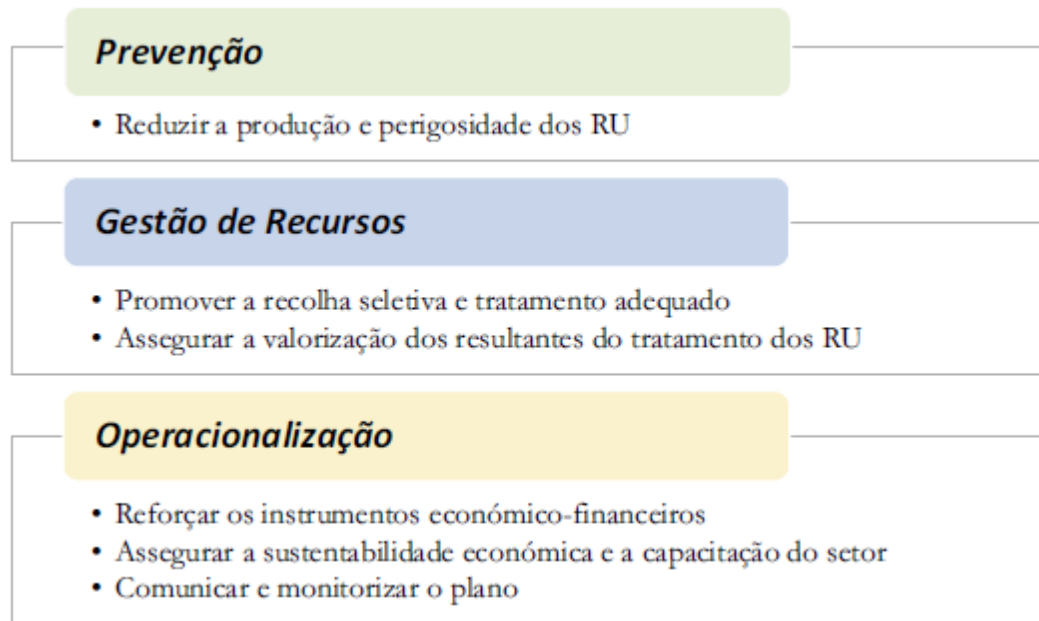 Prevenção
• Reduzir a produção e perigosidade dos RU
Gestão de Recursos
• Promover a recolha seletiva e tratamento adequado
• Assegurar a valorização dos resultantes do tratamento dos RU
Operacionalização
• Reforçar os instrumentos económico-financeiros
• Assegurar a sustentabilidade económica e a capacitação do setor
• Comunicar e monitorizar o plano